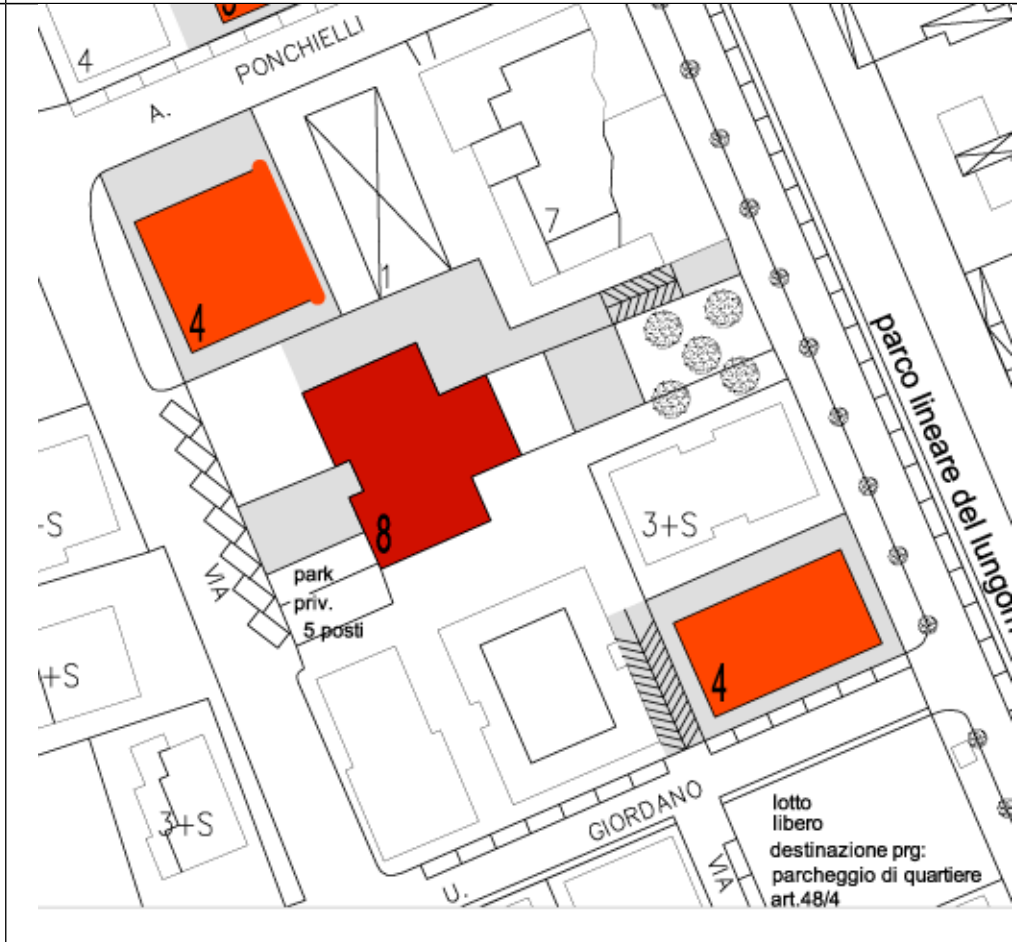 4
A. PONCHIELLI
7
1
4
parco lineare del lungom
8
3+S
-S
VIA
park
priv.
5 posti
4
+S
3+S
U. GIORDANO
VIA
lotto
libero
destinazione prg:
parcheggio di quartiere
art.48/4